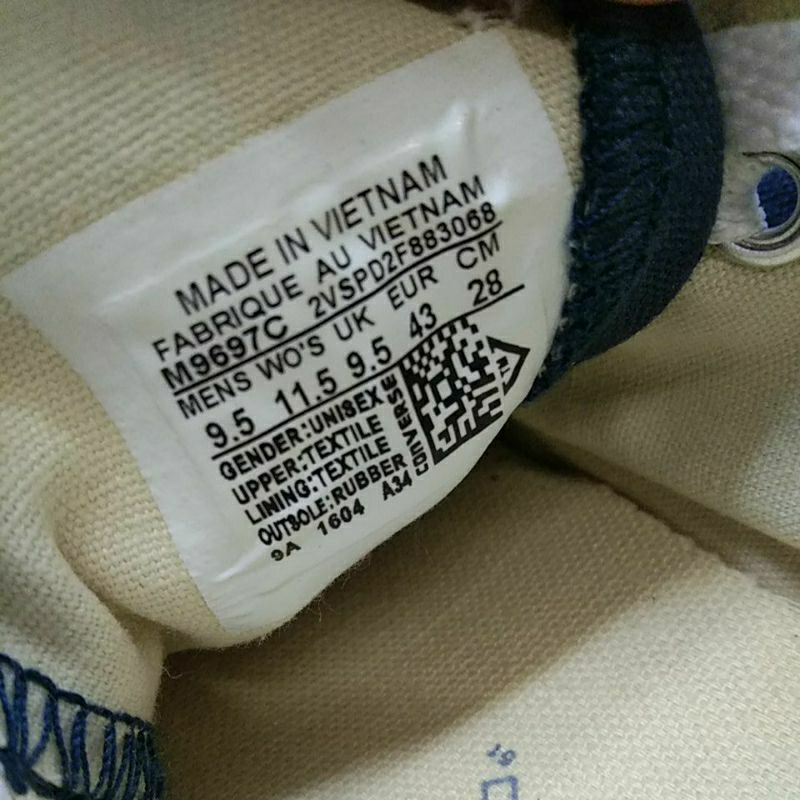 MADE IN VIETNAM
FABRIQUE AU VIETNAM
M9697C 2VSPD2F883068
MENS WO'S UK EUR CM
9.5 11.5 9.5 43 28
GENDER:UNISEX
UPPER:TEXTILE
LINING:TEXTILE
OUTSOLE:RUBBER
9A 1604 A34
CONVERSE